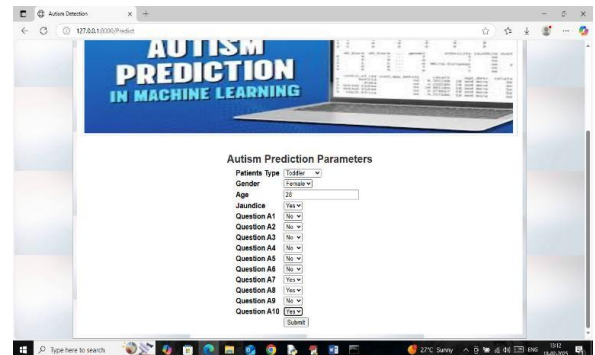 Autism Detection
127.0.0.1:8000/Predict
AUTISM
PREDICTION
IN MACHINE LEARNING
Autism Prediction Parameters
Patients Type Toddler
Gender Female
Age 28
Jaundice Yes
Question A1 No
Question A2 No
Question A3 No
Question A4 No
Question A5 No
Question A6 No
Question A7 Yes
Question A8 Yes
Question A9 No
Question A10 Yes
Submit
Type here to search
27°C Sunny
ENG
13:12